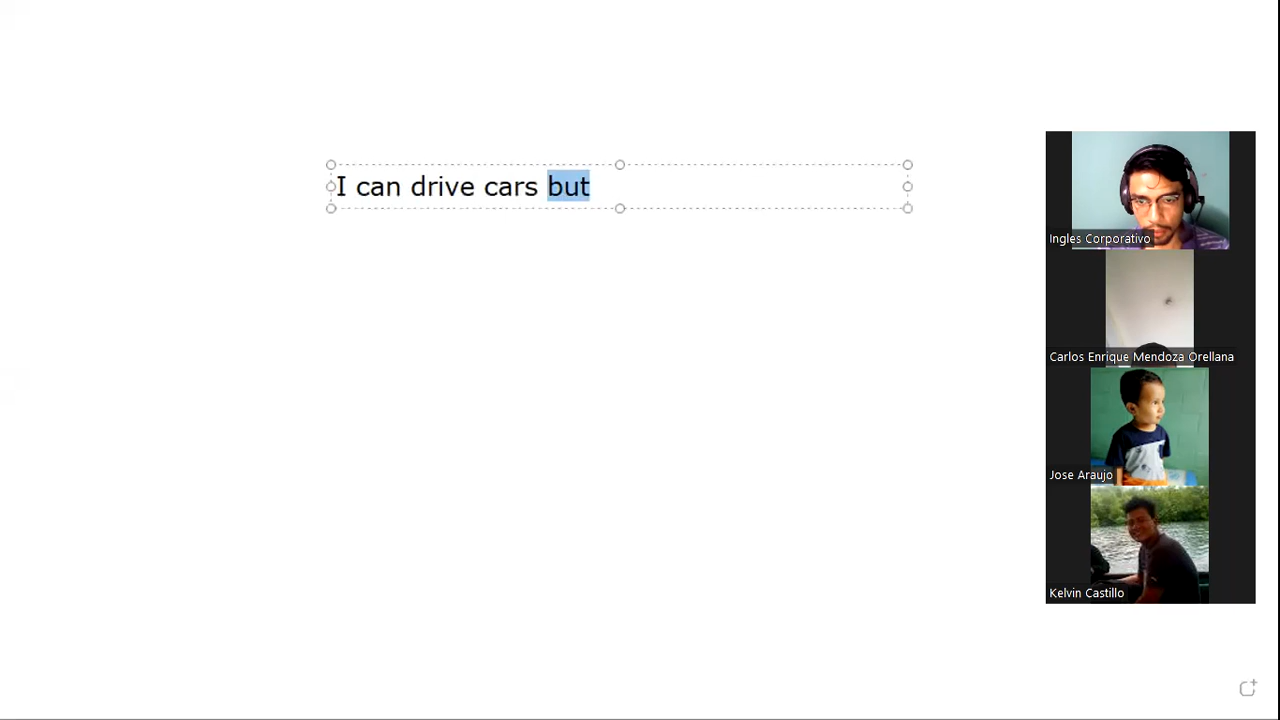 I can drive cars but
Ingles Corporativo
Carlos Enrique Mendoza Orellana
Jose Araujo
Kelvin Castillo